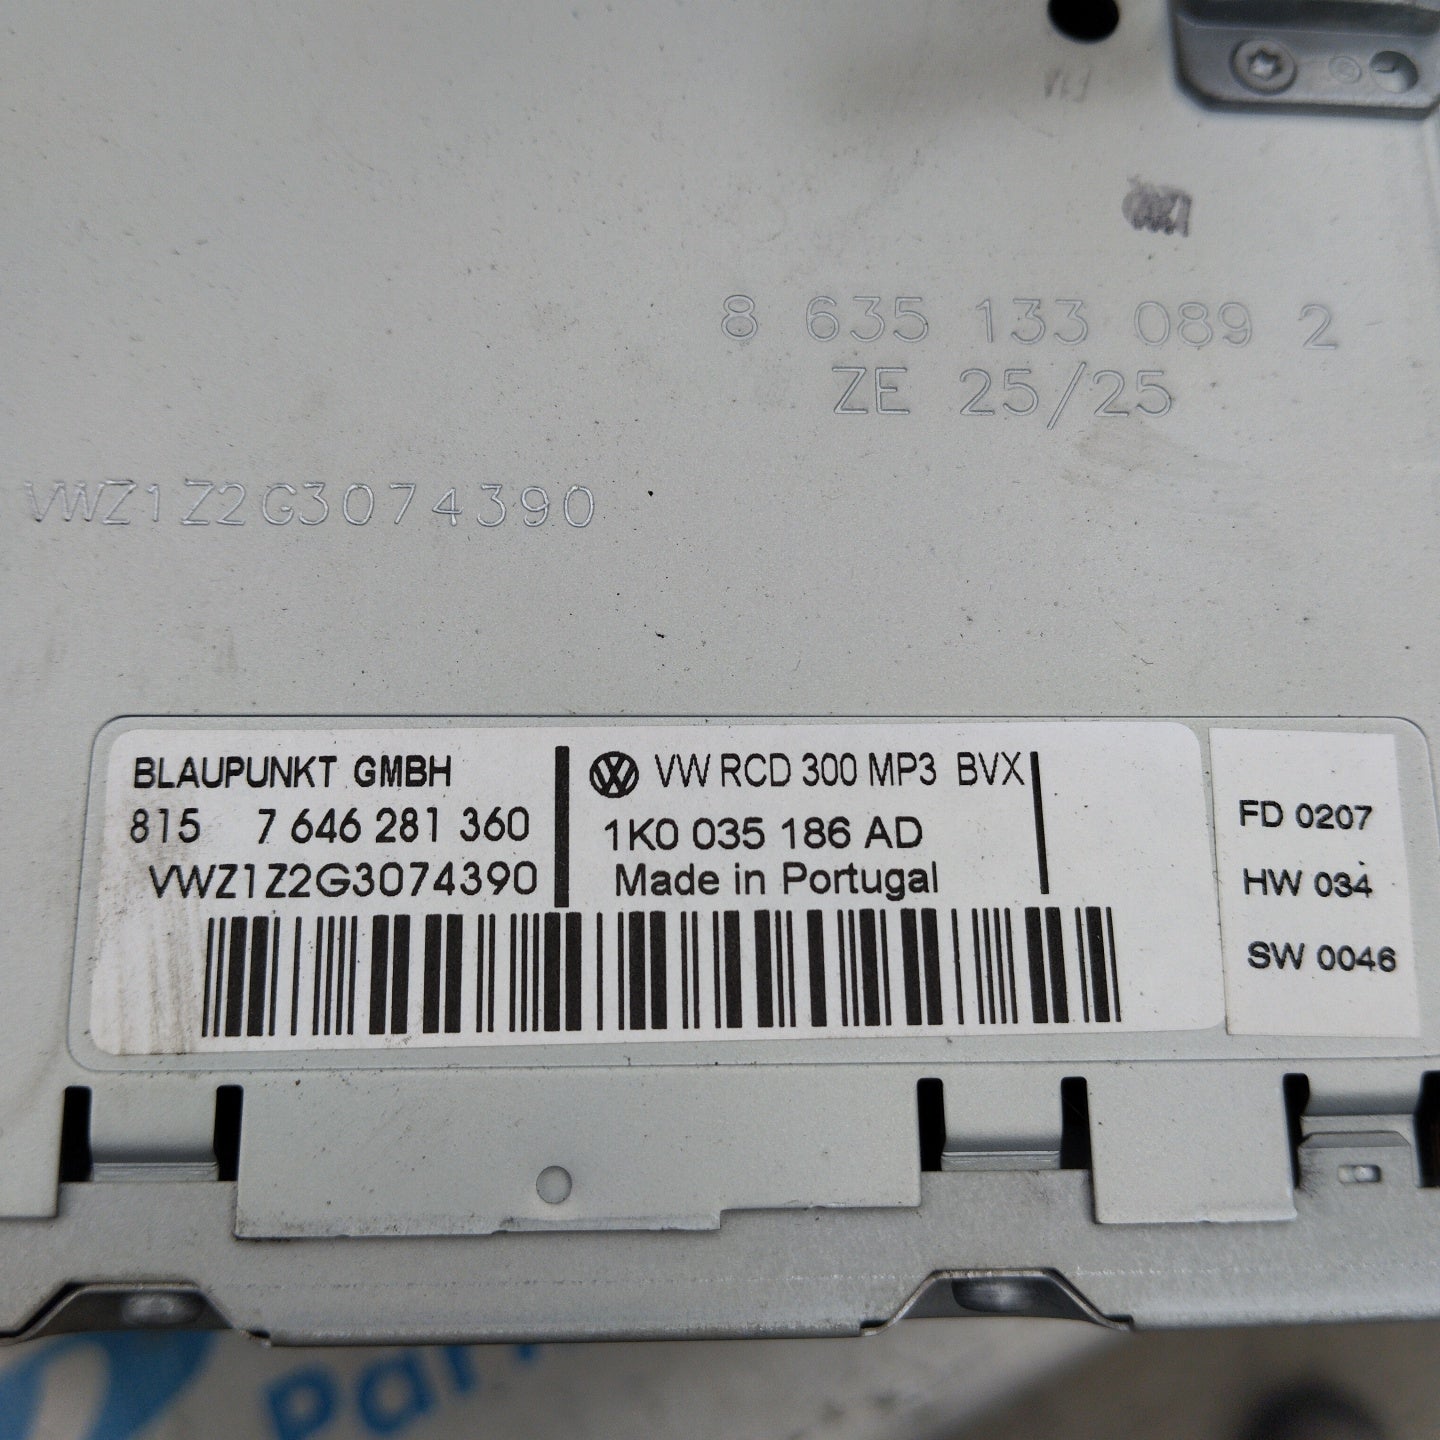 8 635 133 089 2
ZE 25/25
VWZ1Z2G3074390
BLAUPUNKT GMBH
815 7 646 281 360
VWZ1Z2G3074390
VW RCD 300 MP3 BVX
1K0 035 186 AD
Made in Portugal
FD 0207
HW 034
SW 0046